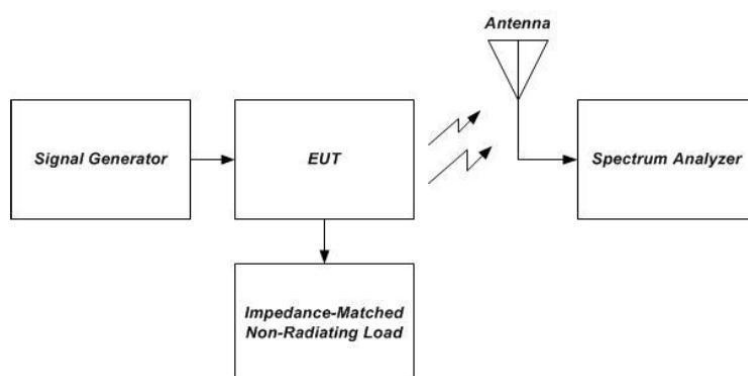 Antenna
Signal Generator
EUT
Spectrum Analyzer
Impedance-Matched
Non-Radiating Load